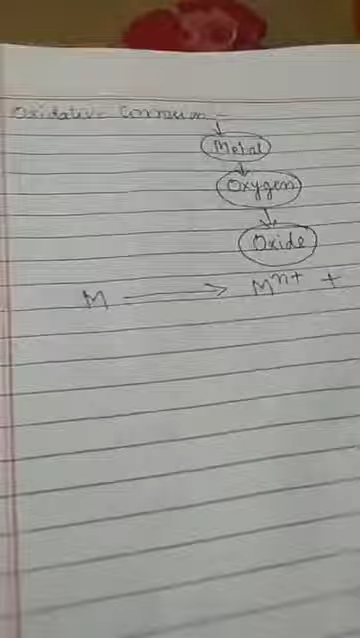 Oxidative Corrosion -
Metal
Oxygen
Oxide
M ⟶ Mⁿ⁺ +